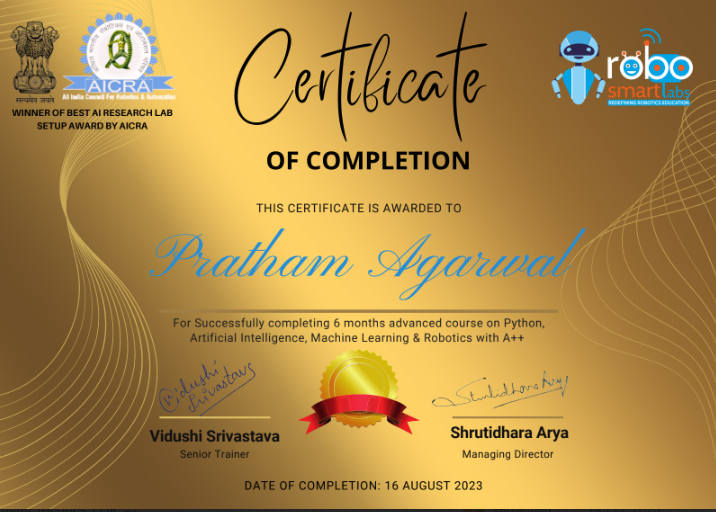 सत्यमेव जयते
AICRA
All India Council For Robotics & Automation
WINNER OF BEST AI RESEARCH LAB
SETUP AWARD BY AICRA
Certificate
OF COMPLETION
robo
smart labs
REDEFINING ROBOTICS EDUCATION
THIS CERTIFICATE IS AWARDED TO
Pratham Agarwal
For Successfully completing 6 months advanced course on Python,
Artificial Intelligence, Machine Learning & Robotics with A++
Vidushi
Srivastava
Shrutidhara Arya
Vidushi Srivastava
Senior Trainer
Shrutidhara Arya
Managing Director
DATE OF COMPLETION: 16 AUGUST 2023